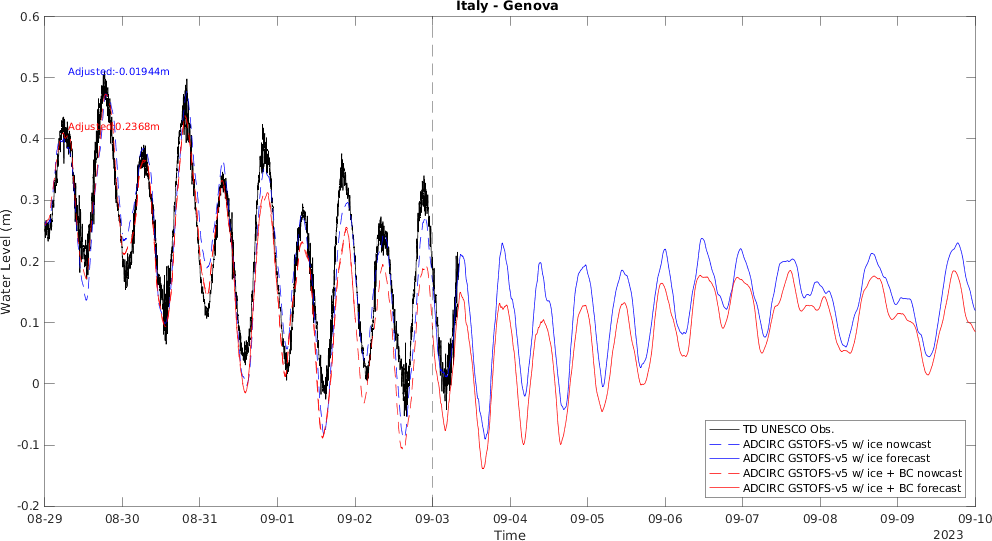 Italy - Genova
0.6
0.5
0.4
0.3
0.2
0.1
0
-0.1
-0.2
Water Level (m)
Adjusted:-0.01944m
Adjusted:0.2368m
TD UNESCO Obs.
ADCIRC GSTOFS-v5 w/ ice nowcast
ADCIRC GSTOFS-v5 w/ ice forecast
ADCIRC GSTOFS-v5 w/ ice + BC nowcast
ADCIRC GSTOFS-v5 w/ ice + BC forecast
08-29 08-30 08-31 09-01 09-02 09-03 09-04 09-05 09-06 09-07 09-08 09-09 09-10
Time
2023